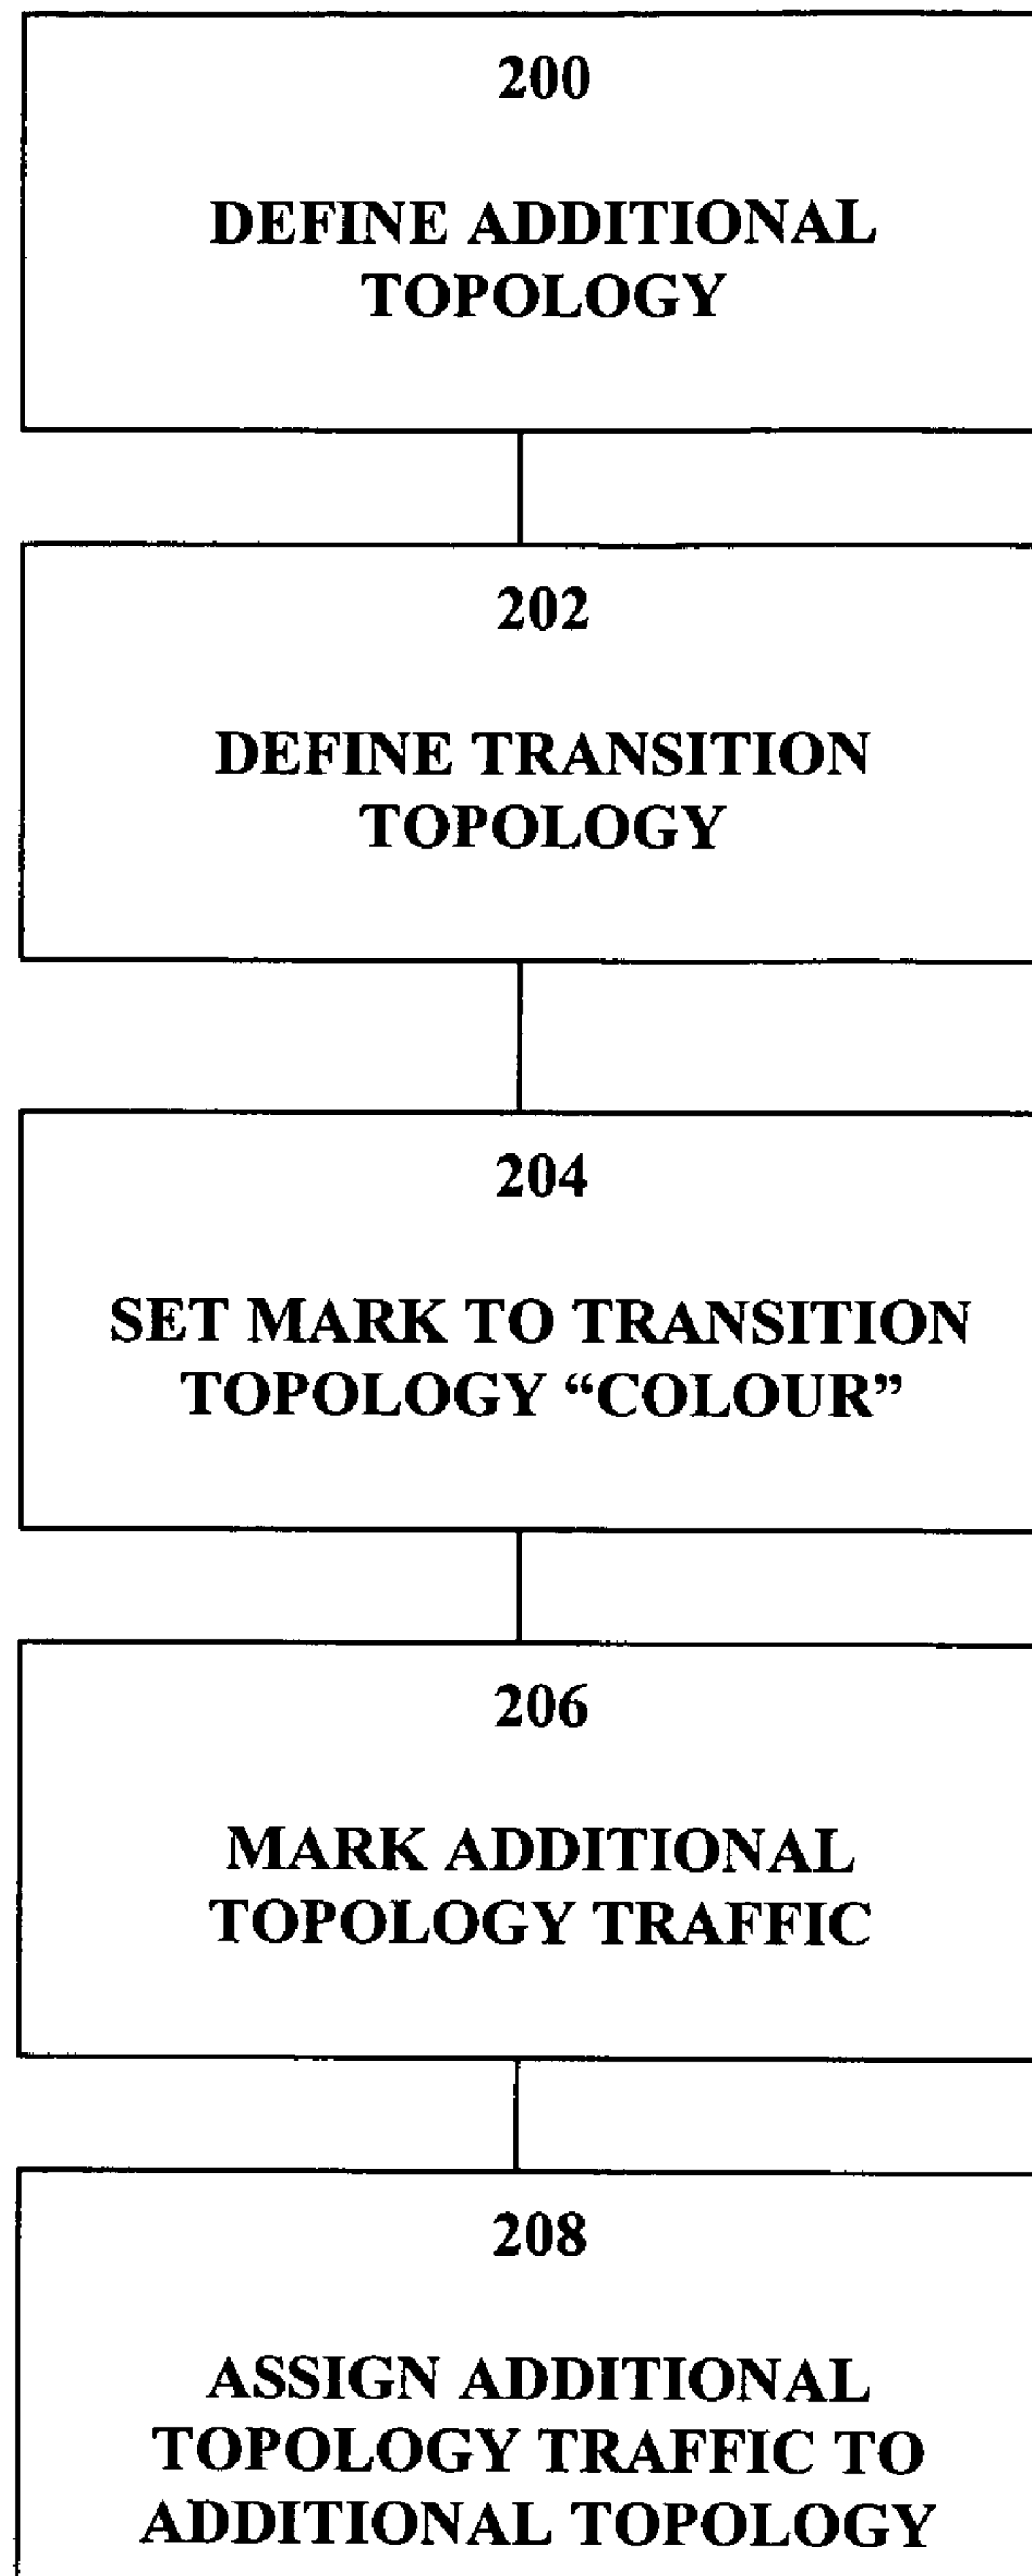 200
DEFINE ADDITIONAL
TOPOLOGY
202
DEFINE TRANSITION
TOPOLOGY
204
SET MARK TO TRANSITION
TOPOLOGY “COLOUR”
206
MARK ADDITIONAL
TOPOLOGY TRAFFIC
208
ASSIGN ADDITIONAL
TOPOLOGY TRAFFIC TO
ADDITIONAL TOPOLOGY